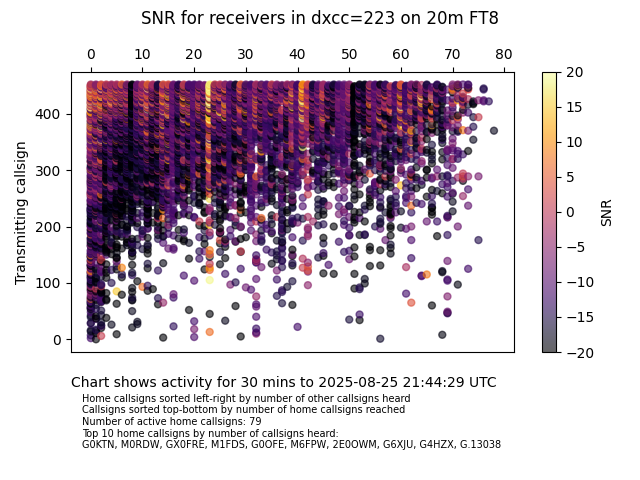 SNR for receivers in dxcc=223 on 20m FT8
0 10 20 30 40 50 60 70 80
400
300
200
100
0
Transmitting callsign
20
15
10
5
0
−5
−10
−15
−20
SNR
Chart shows activity for 30 mins to 2025-08-25 21:44:29 UTC
Home callsigns sorted left-right by number of other callsigns heard
Callsigns sorted top-bottom by number of home callsigns reached
Number of active home callsigns: 79
Top 10 home callsigns by number of callsigns heard:
G0KTN, M0RDW, GX0FRE, M1FDS, G0OFE, M6FPW, 2E0OWM, G6XJU, G4HZX, G.13038